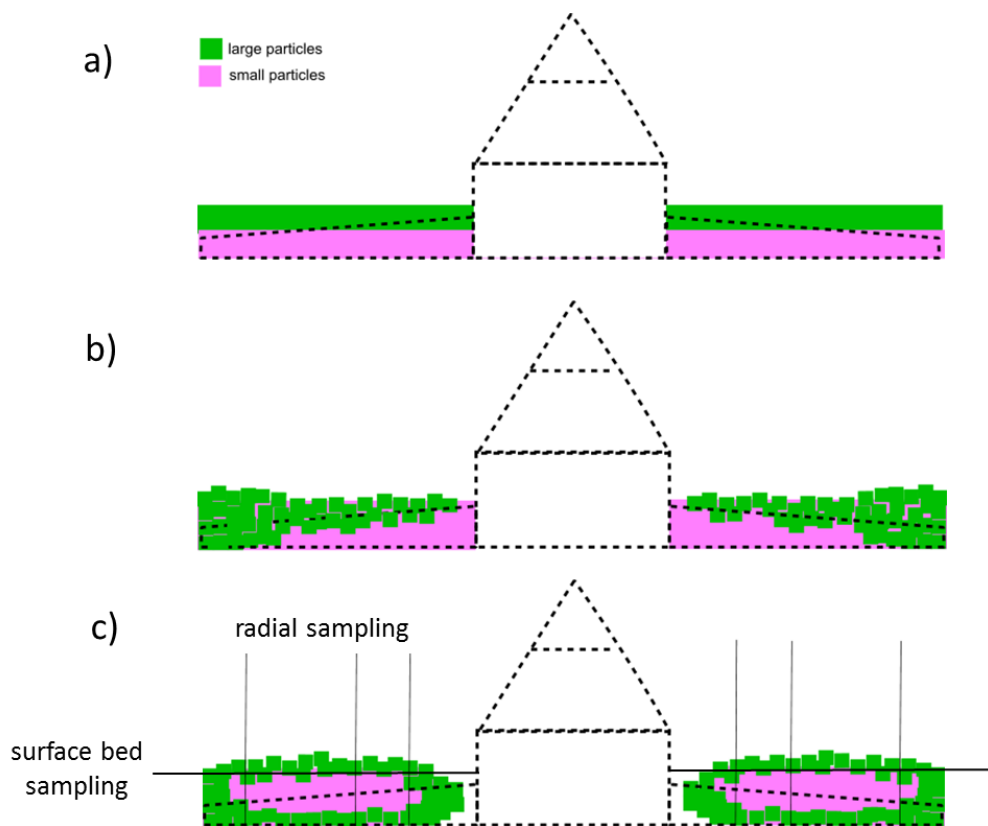 a)
large particles
small particles
b)
c)
radial sampling
surface bed
sampling